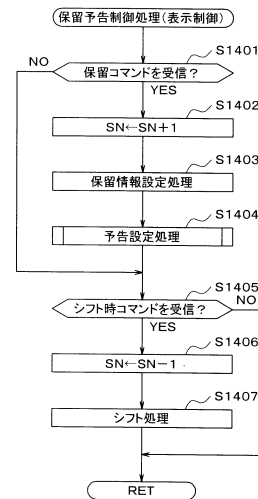 保留予告制御処理(表示制御)
S1401
NO
保留コマンドを受信?
YES
S1402
SN←SN+1
S1403
保留情報設定処理
S1404
予告設定処理
S1405
NO
シフト時コマンドを受信?
YES
S1406
SN←SN−1
S1407
シフト処理
RET